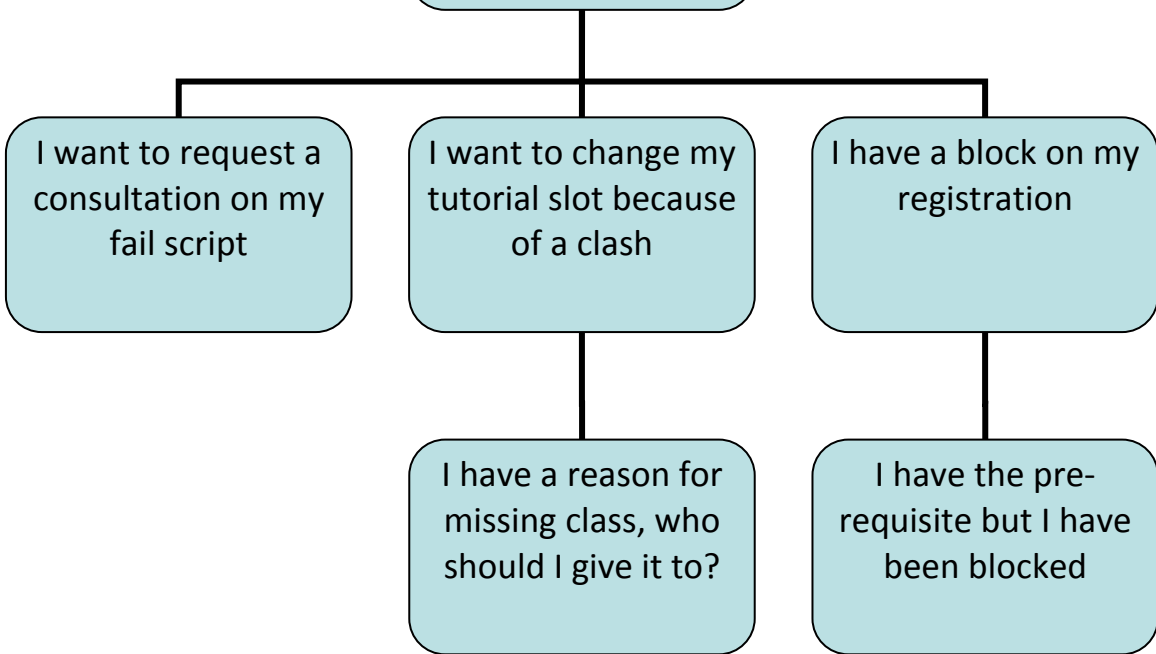 I want to request a
consultation on my
fail script
I want to change my
tutorial slot because
of a clash
I have a block on my
registration
I have a reason for
missing class, who
should I give it to?
I have the pre-
requisite but I have
been blocked